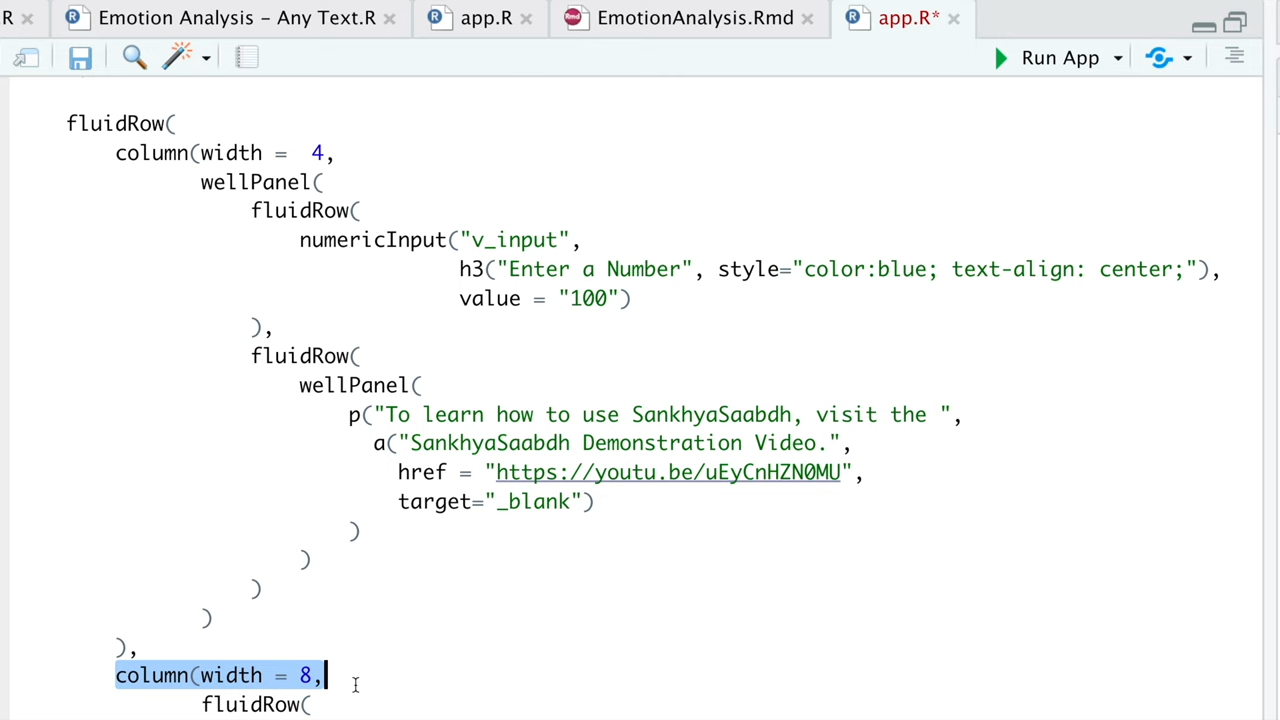 R Emotion Analysis – Any Text.R app.R EmotionAnalysis.Rmd app.R*
Run App
fluidRow(
column(width = 4,
wellPanel(
fluidRow(
numericInput("v_input",
h3("Enter a Number", style="color:blue; text-align: center;"),
value = "100")
),
fluidRow(
wellPanel(
p("To learn how to use SankhyaSaabdh, visit the ",
a("SankhyaSaabdh Demonstration Video.",
href = "https://youtu.be/uEyCnHZN0MU",
target="_blank")
)
)
)
)
),
column(width = 8,
fluidRow(